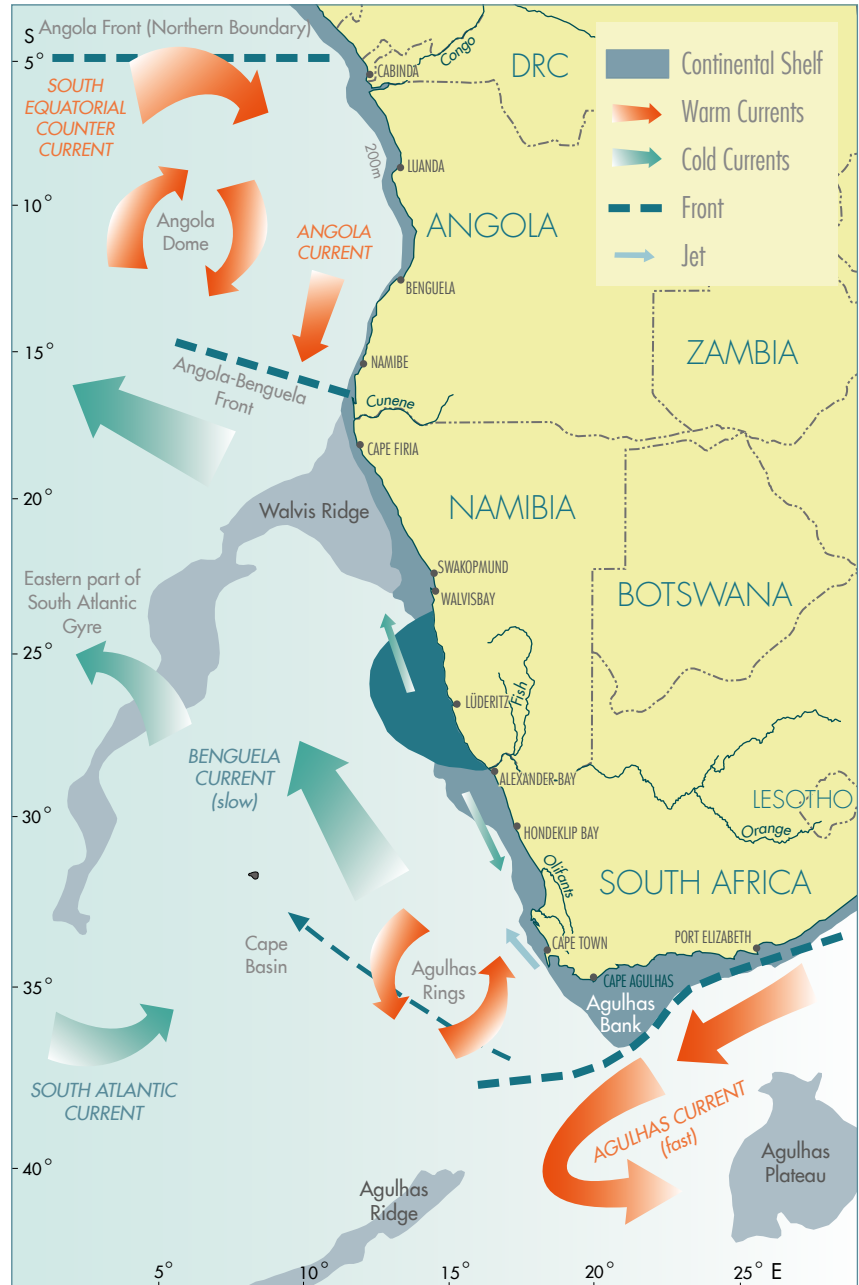 Angola Front (Northern Boundary)
S
5°
SOUTH
EQUATORIAL
COUNTER
CURRENT
CABINDA
Congo
DRC
Continental Shelf
Warm Currents
Cold Currents
Front
Jet
200m
LUANDA
10°
Angola
Dome
ANGOLA
CURRENT
ANGOLA
BENGUELA
15°
NAMIBE
ZAMBIA
Angola-Benguela
Front
Cunene
CAPE FIRIA
20°
Walvis Ridge
NAMIBIA
SWAKOPMUND
WALVISBAY
BOTSWANA
Eastern part of
South Atlantic
Gyre
25°
LÜDERITZ
Fish
BENGUELA
CURRENT
(slow)
ALEXANDER-BAY
LESOTHO
30°
HONDEKLIP BAY
Orange
Olifants
SOUTH AFRICA
Cape
Basin
Agulhas
Rings
CAPE TOWN
PORT ELIZABETH
CAPE AGULHAS
35°
Agulhas
Bank
SOUTH ATLANTIC
CURRENT
AGULHAS CURRENT
(fast)
Agulhas
Plateau
40°
Agulhas
Ridge
5°
10°
15°
20°
25° E